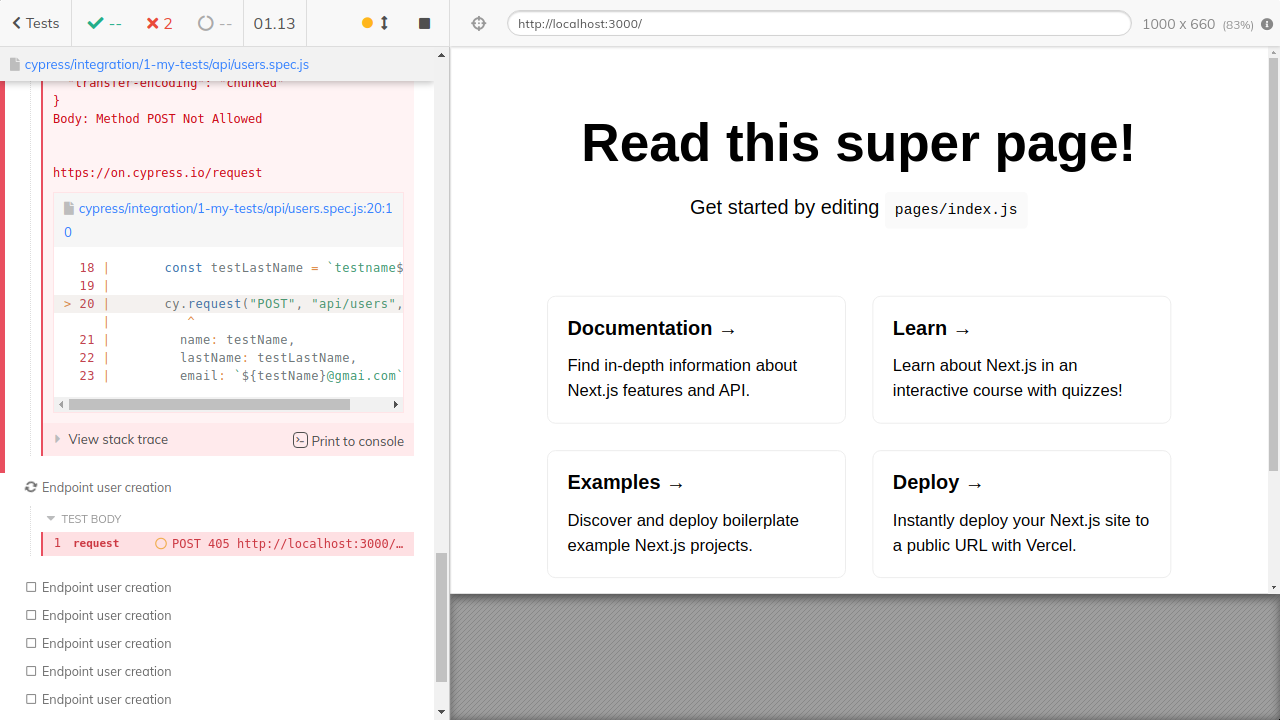 Tests
--
2
--
01.13
http://localhost:3000/
1000 x 660 (83%)
cypress/integration/1-my-tests/api/users.spec.js
"transfer-encoding": "chunked"
}
Body: Method POST Not Allowed
https://on.cypress.io/request
cypress/integration/1-my-tests/api/users.spec.js:20:1
0
18 | const testLastName = `testname$
19 |
> 20 | cy.request("POST", "api/users",
| ^
21 | name: testName,
22 | lastName: testLastName,
23 | email: `${testName}@gmai.com`
View stack trace
Print to console
Endpoint user creation
TEST BODY
1 request POST 405 http://localhost:3000/…
Endpoint user creation
Endpoint user creation
Endpoint user creation
Endpoint user creation
Endpoint user creation
Read this super page!
Get started by editing pages/index.js
Documentation →
Find in-depth information about
Next.js features and API.
Learn →
Learn about Next.js in an
interactive course with quizzes!
Examples →
Discover and deploy boilerplate
example Next.js projects.
Deploy →
Instantly deploy your Next.js site to
a public URL with Vercel.